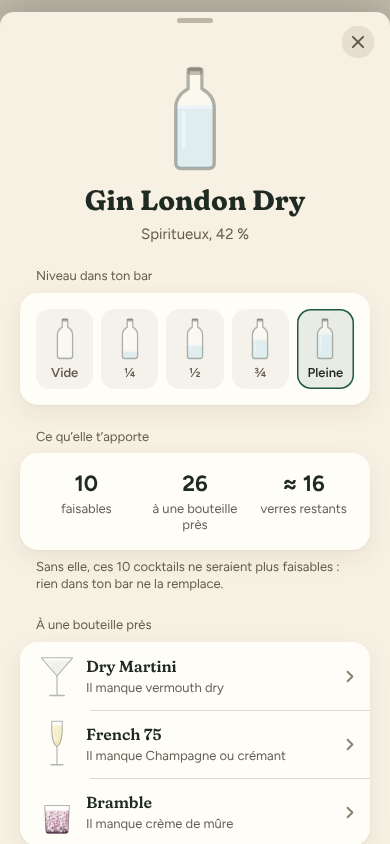 Gin London Dry
Spiritueux, 42 %
Niveau dans ton bar
Vide
¼
½
¾
Pleine
Ce qu’elle t’apporte
10
faisables
26
à une bouteille
près
≈ 16
verres restants
Sans elle, ces 10 cocktails ne seraient plus faisables :
rien dans ton bar ne la remplace.
À une bouteille près
Dry Martini
Il manque vermouth dry
French 75
Il manque Champagne ou crémant
Bramble
Il manque crème de mûre